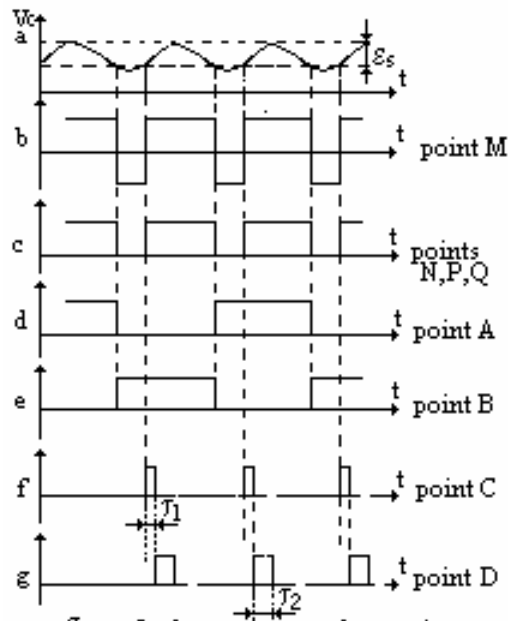 Vc
a
εs
t
b
t
point M
c
t
points
N,P,Q
d
t
point A
e
t
point B
f
t
point C
τ1
g
t
point D
τ2